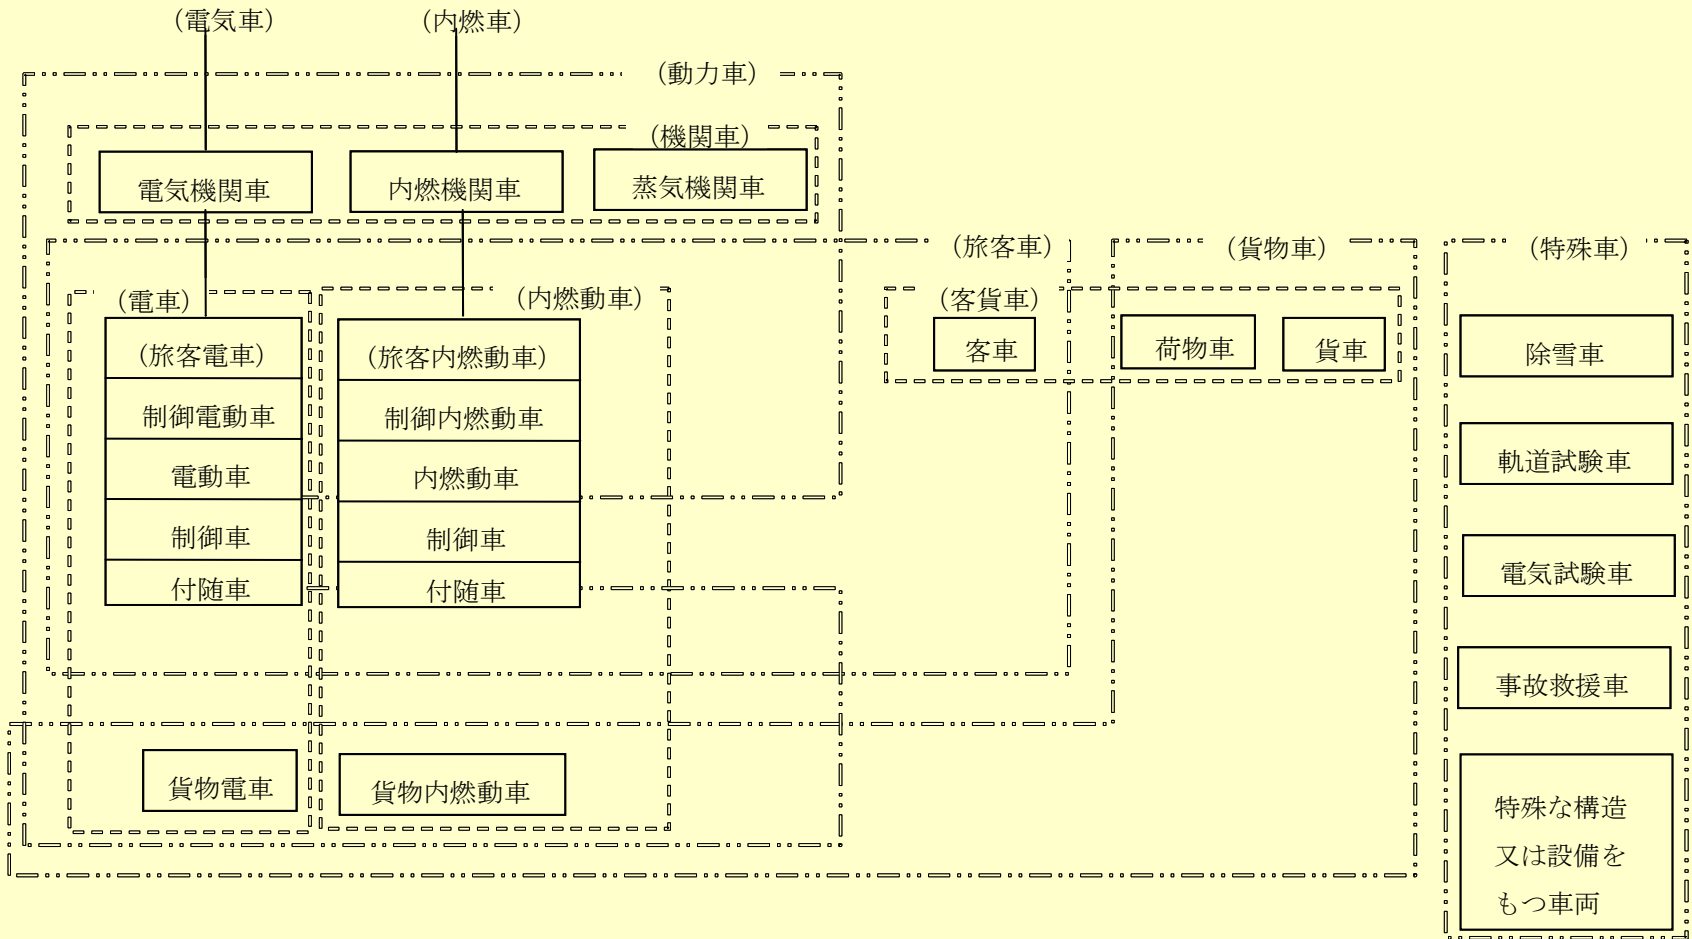 (電気車)
(内燃車)
(動力車)
(機関車)
電気機関車
内燃機関車
蒸気機関車
(旅客車)
(貨物車)
(特殊車)
(電車)
(内燃動車)
(客貨車)
(旅客電車)
制御電動車
電動車
制御車
付随車
(旅客内燃動車)
制御内燃動車
内燃動車
制御車
付随車
客車
荷物車
貨車
除雪車
軌道試験車
電気試験車
事故救援車
特殊な構造
又は設備を
もつ車両
貨物電車
貨物内燃動車